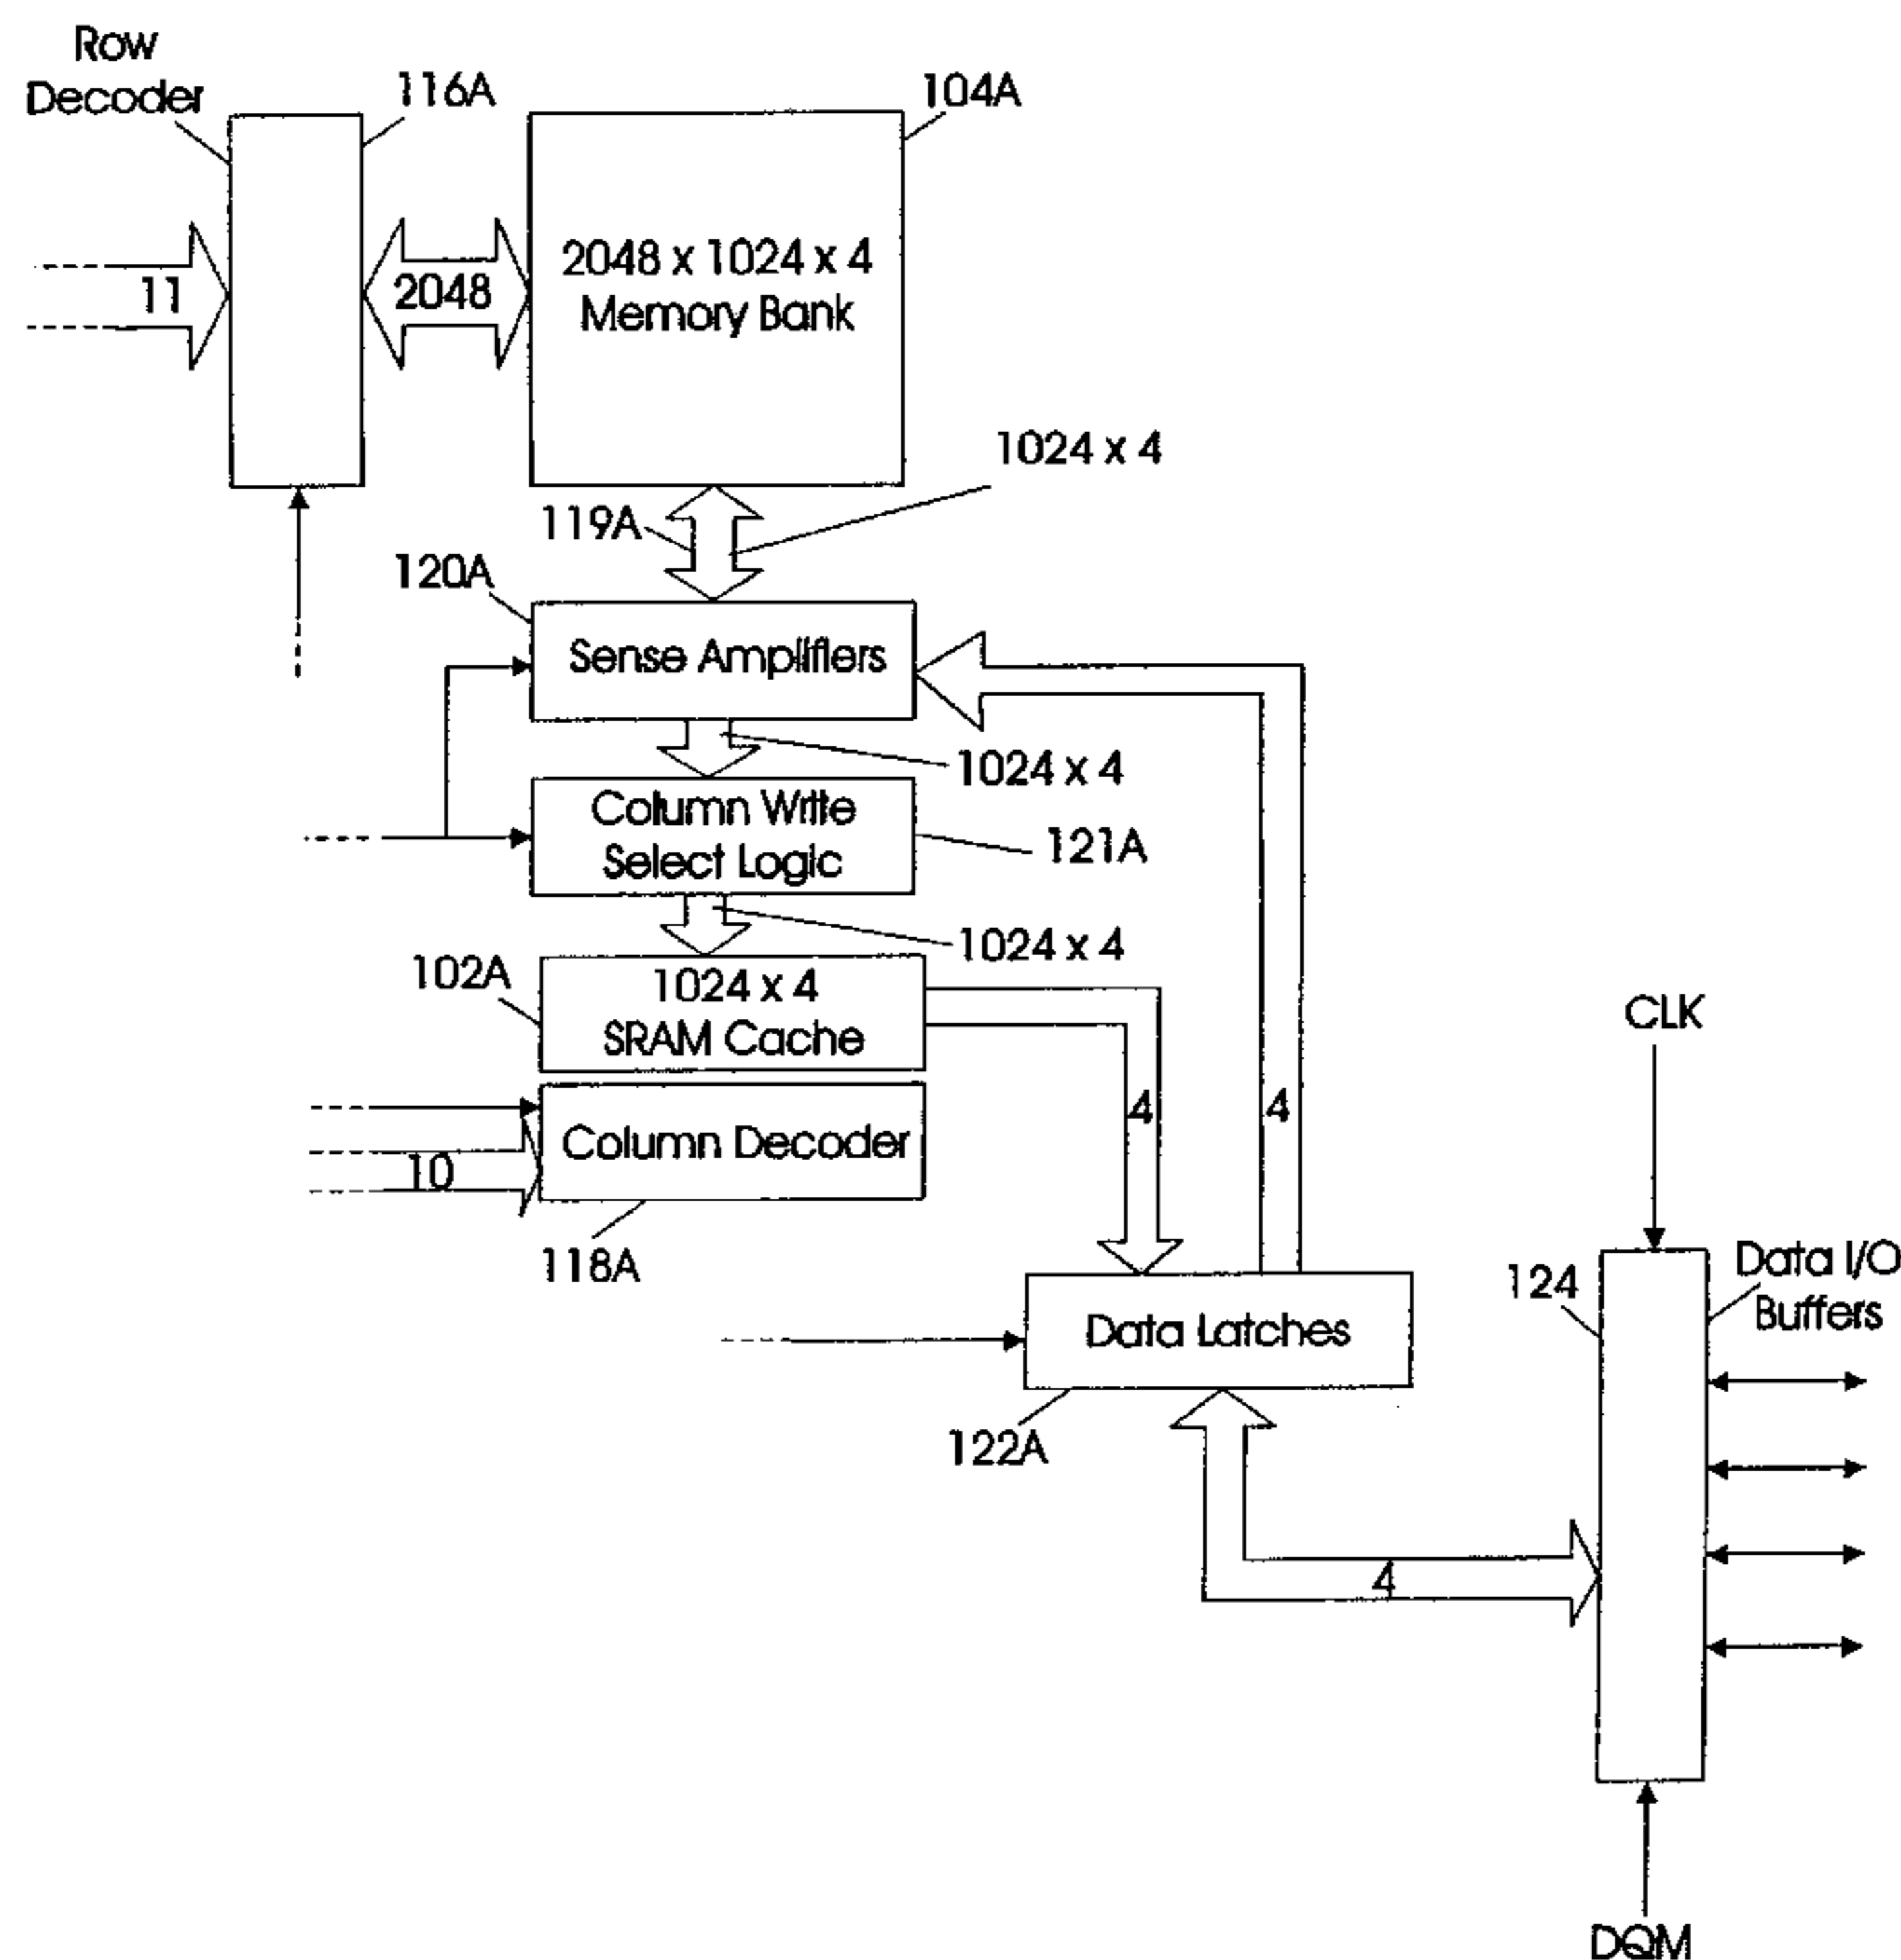 Row
Decoder
116A
104A
11
2048
2048 x 1024 x 4
Memory Bank
1024 x 4
119A
120A
Sense Amplifiers
1024 x 4
Column Write
Select Logic
121A
1024 x 4
102A
1024 x 4
SRAM Cache
CLK
4
4
Column Decoder
10
118A
124
Data I/O
Buffers
Data Latches
122A
4
DQM